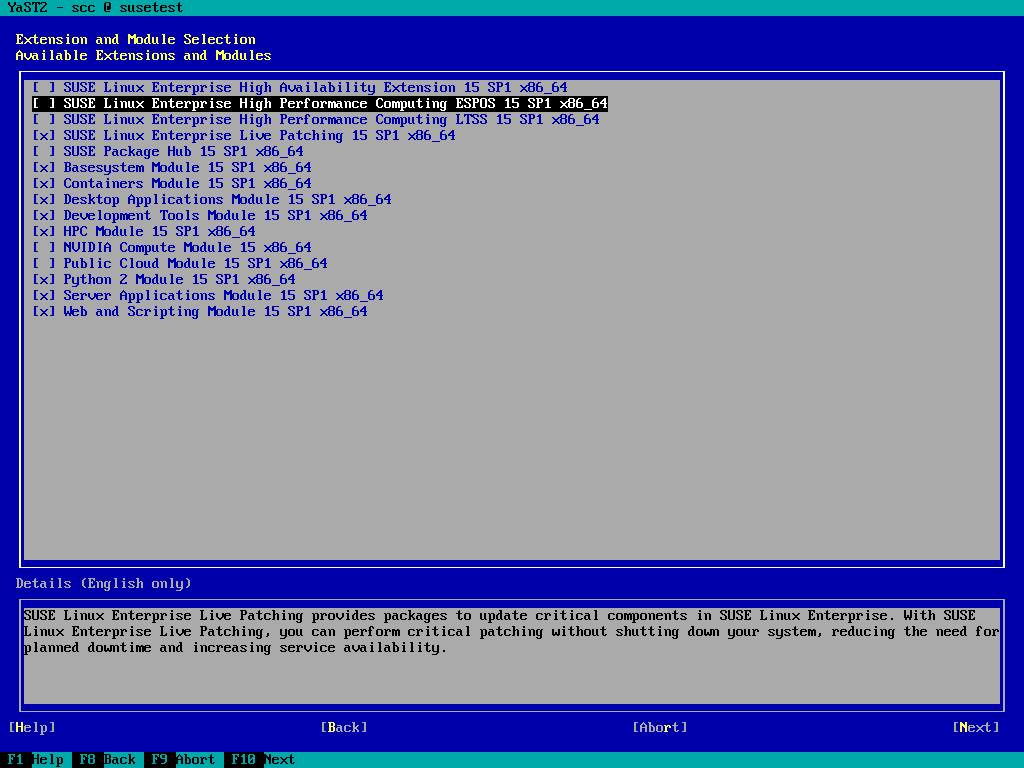 YaST2 - scc @ susetest
Extension and Module Selection
Available Extensions and Modules
[ ] SUSE Linux Enterprise High Availability Extension 15 SP1 x86_64
[ ] SUSE Linux Enterprise High Performance Computing ESPOS 15 SP1 x86_64
[ ] SUSE Linux Enterprise High Performance Computing LTSS 15 SP1 x86_64
[x] SUSE Linux Enterprise Live Patching 15 SP1 x86_64
[ ] SUSE Package Hub 15 SP1 x86_64
[x] Basesystem Module 15 SP1 x86_64
[x] Containers Module 15 SP1 x86_64
[x] Desktop Applications Module 15 SP1 x86_64
[x] Development Tools Module 15 SP1 x86_64
[x] HPC Module 15 SP1 x86_64
[ ] NVIDIA Compute Module 15 x86_64
[ ] Public Cloud Module 15 SP1 x86_64
[x] Python 2 Module 15 SP1 x86_64
[x] Server Applications Module 15 SP1 x86_64
[x] Web and Scripting Module 15 SP1 x86_64
Details (English only)
SUSE Linux Enterprise Live Patching provides packages to update critical components in SUSE Linux Enterprise. With SUSE
Linux Enterprise Live Patching, you can perform critical patching without shutting down your system, reducing the need for
planned downtime and increasing service availability.
[Help] [Back] [Abort] [Next]
F1 Help F8 Back F9 Abort F10 Next